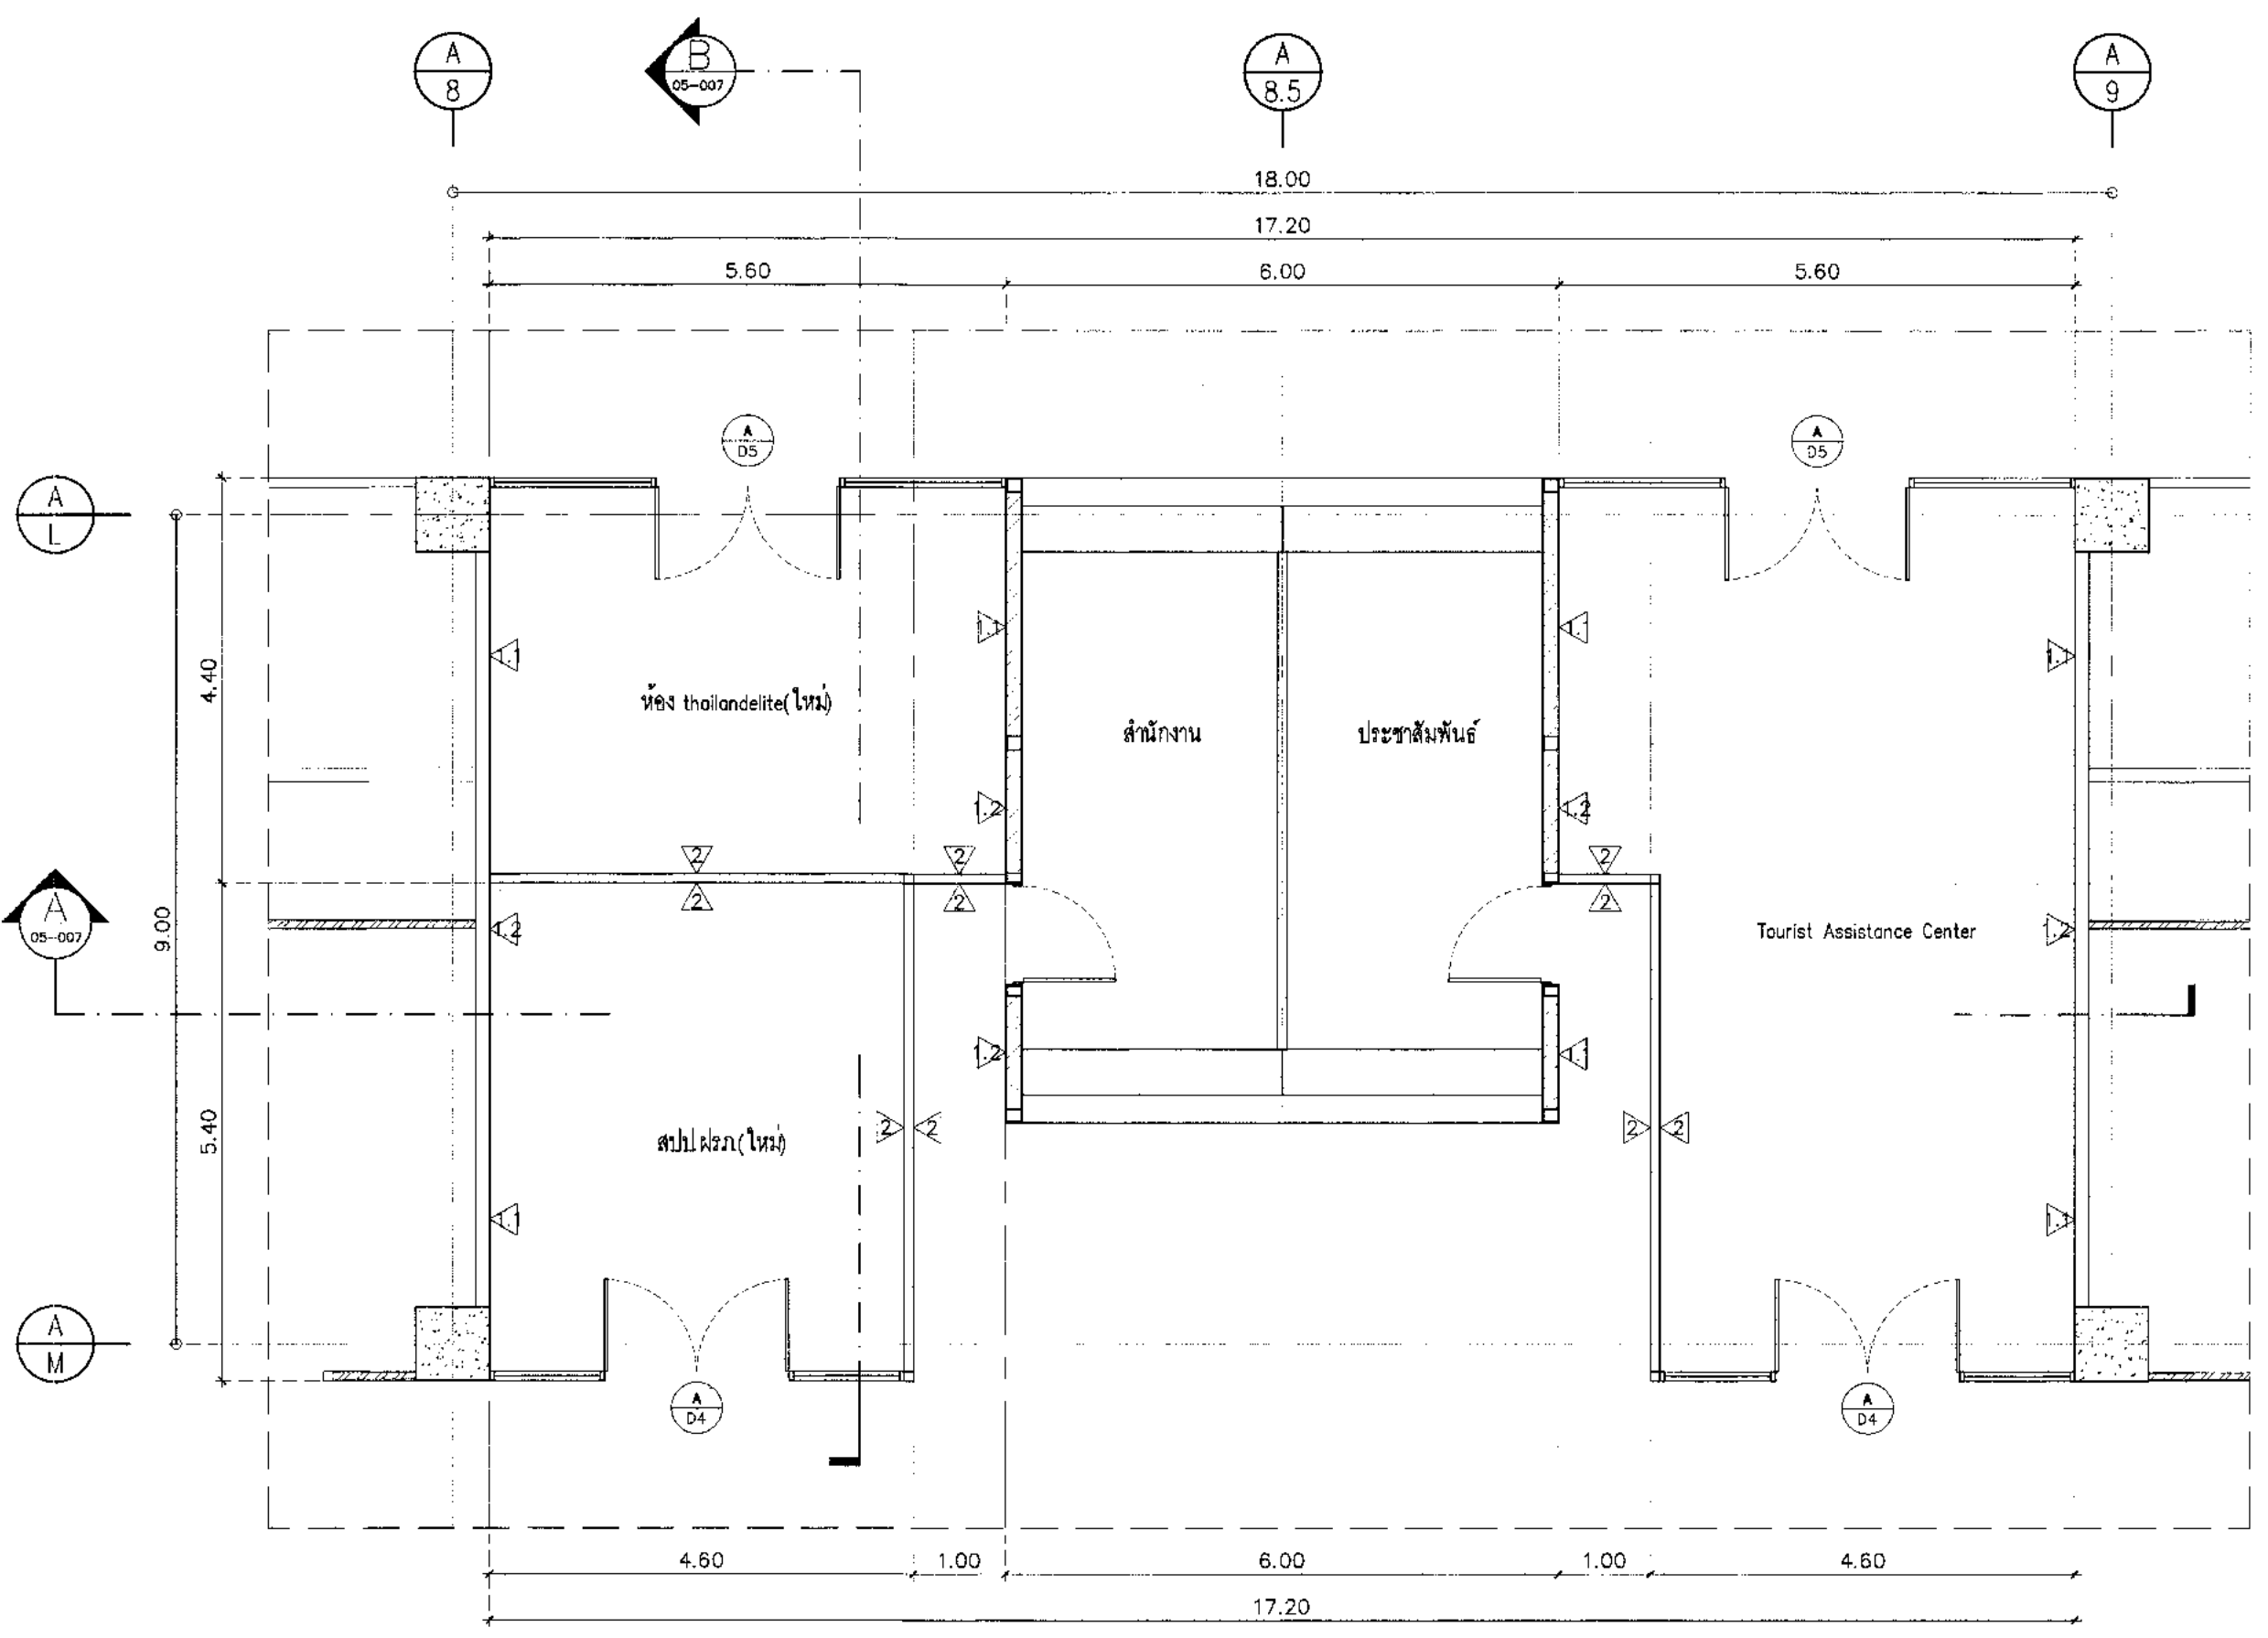 A
8
B
05-007
A
8.5
A
9
18.00
17.20
5.60
6.00
5.60
A
D5
A
D5
A
L
1.1
1.1
1.1
1.1
4.40
ห้อง thailandelite(ใหม่)
สำนักงาน
ประชาสัมพันธ์
1.2
1.2
2
2
2
2
2
2
A
05-007
9.00
1.2
Tourist Assistance Center
1.2
1.2
1.1
5.40
สปป.ฝรภ(ใหม่)
2
2
2
2
1.1
1.1
A
M
A
D4
A
D4
4.60
1.00
6.00
1.00
4.60
17.20